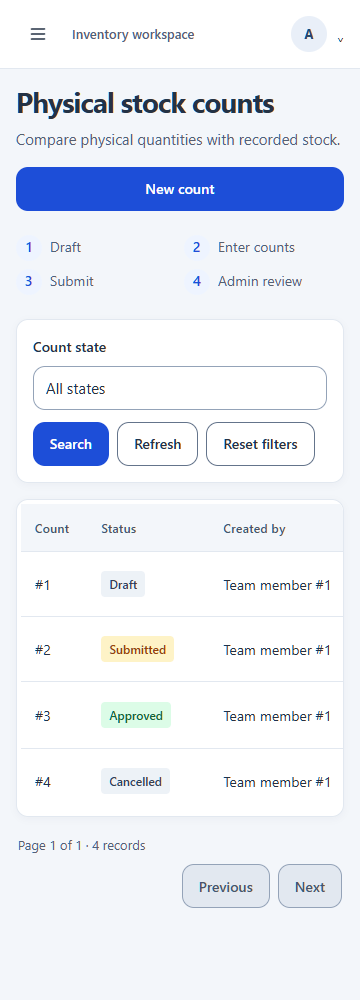 Inventory workspace
A
Physical stock counts
Compare physical quantities with recorded stock.
New count
1 Draft
2 Enter counts
3 Submit
4 Admin review
Count state
All states
Search Refresh Reset filters
Count Status Created by
#1 Draft Team member #1
#2 Submitted Team member #1
#3 Approved Team member #1
#4 Cancelled Team member #1
Page 1 of 1 · 4 records
Previous Next